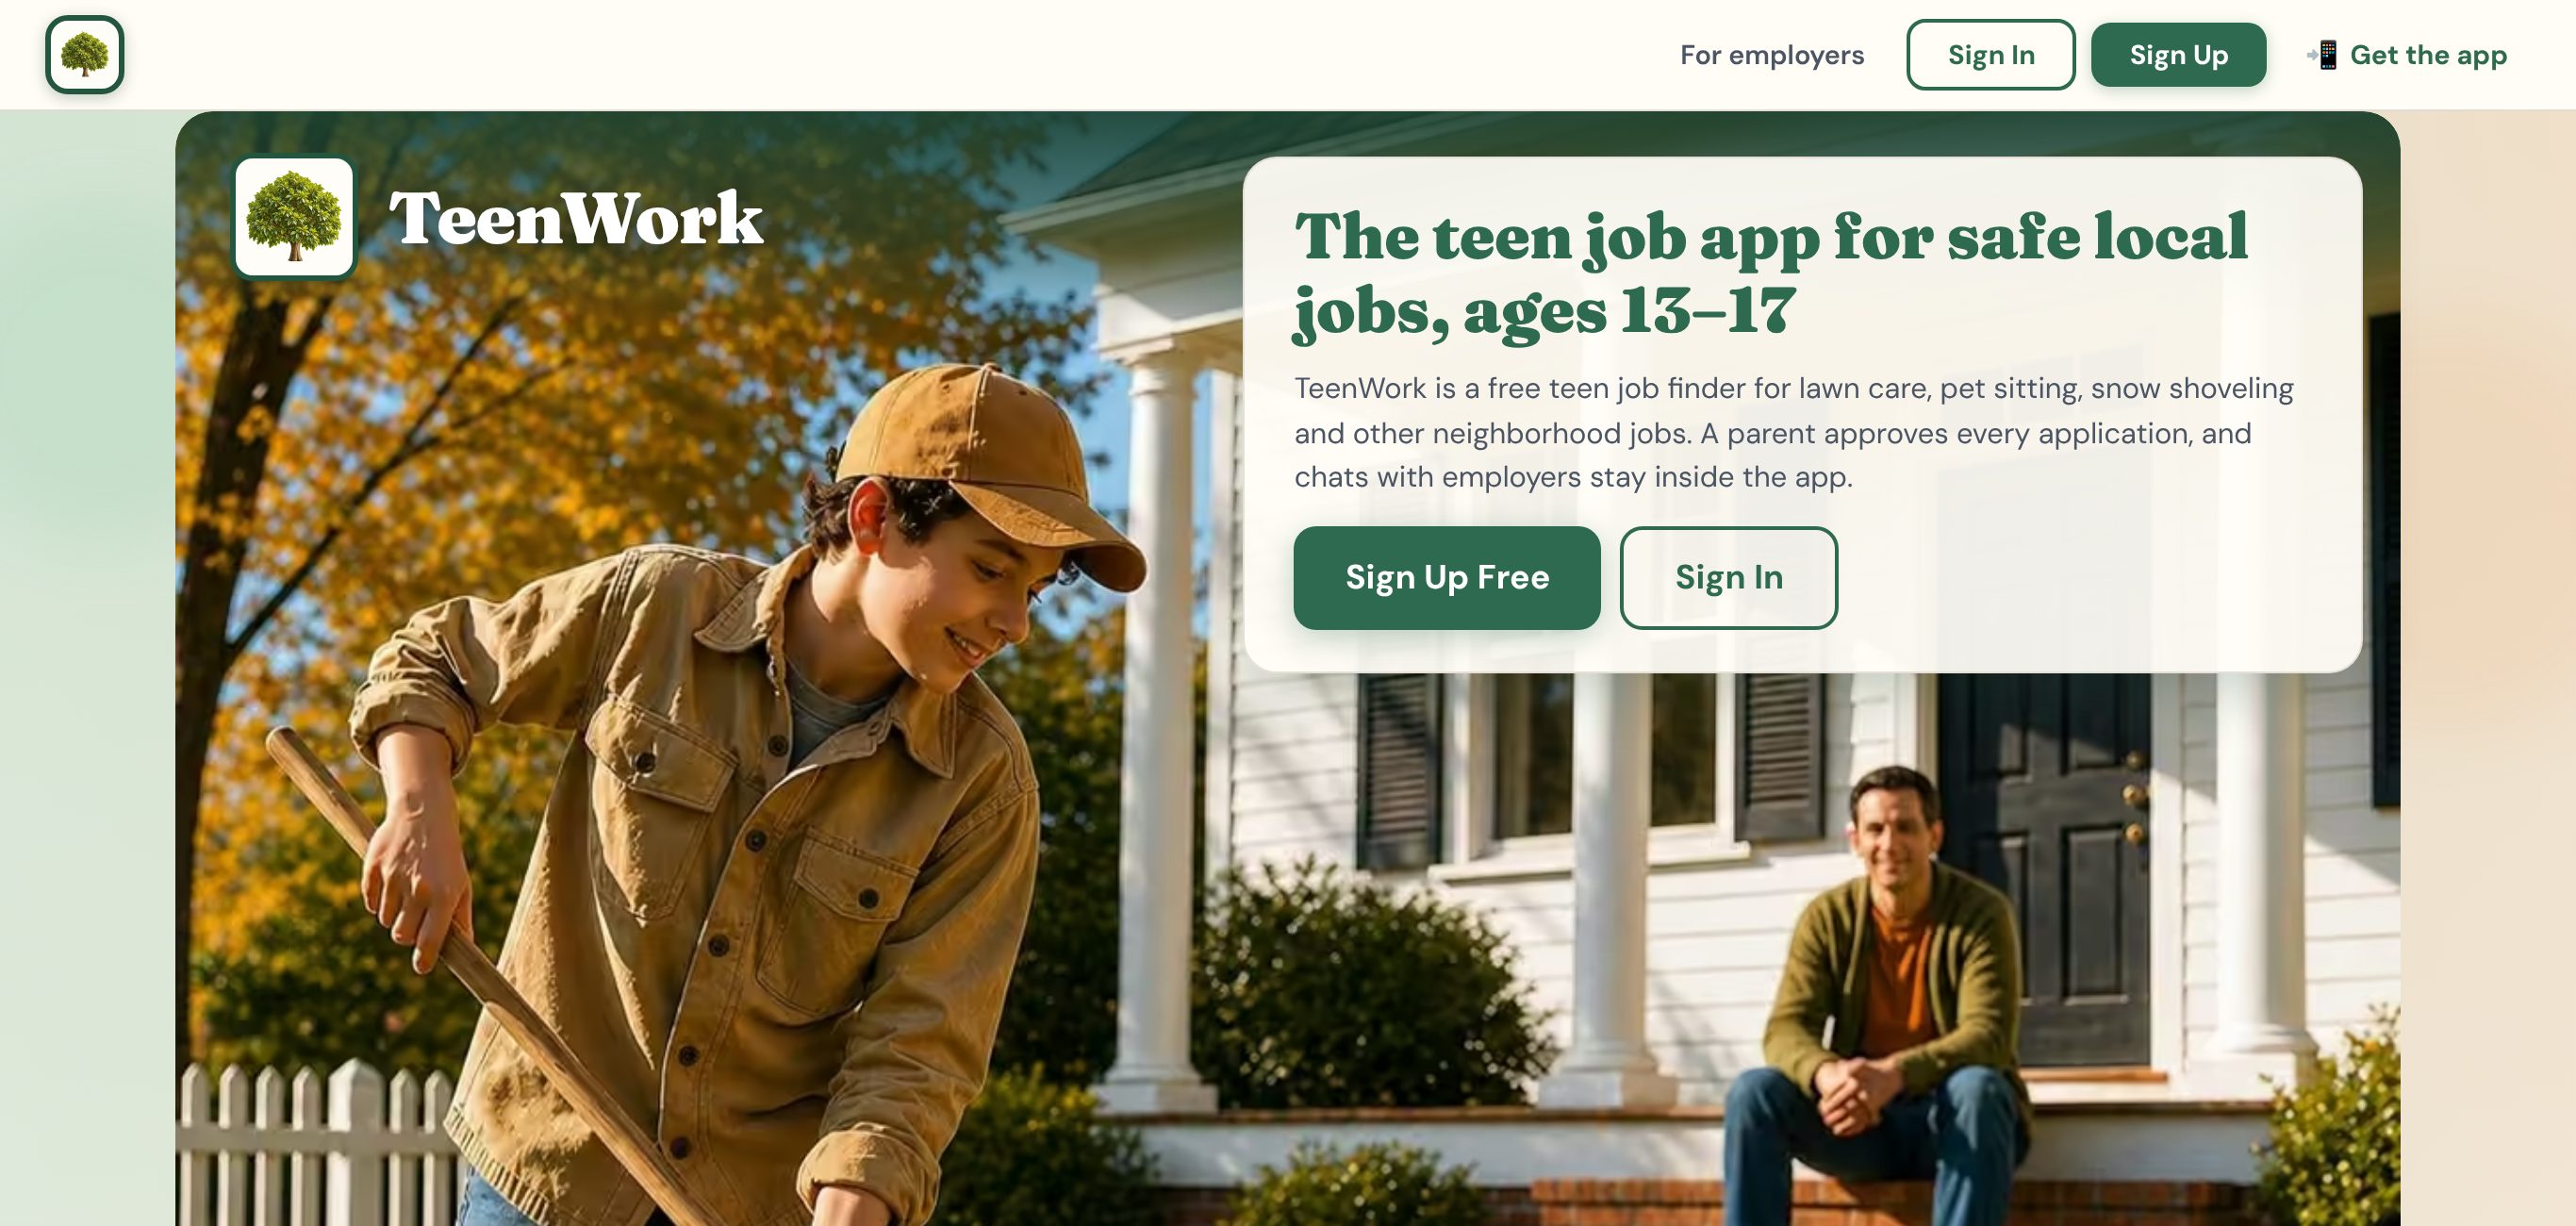 For employers
Sign In
Sign Up
Get the app
TeenWork
The teen job app for safe local
jobs, ages 13–17
TeenWork is a free teen job finder for lawn care, pet sitting, snow shoveling
and other neighborhood jobs. A parent approves every application, and
chats with employers stay inside the app.
Sign Up Free
Sign In